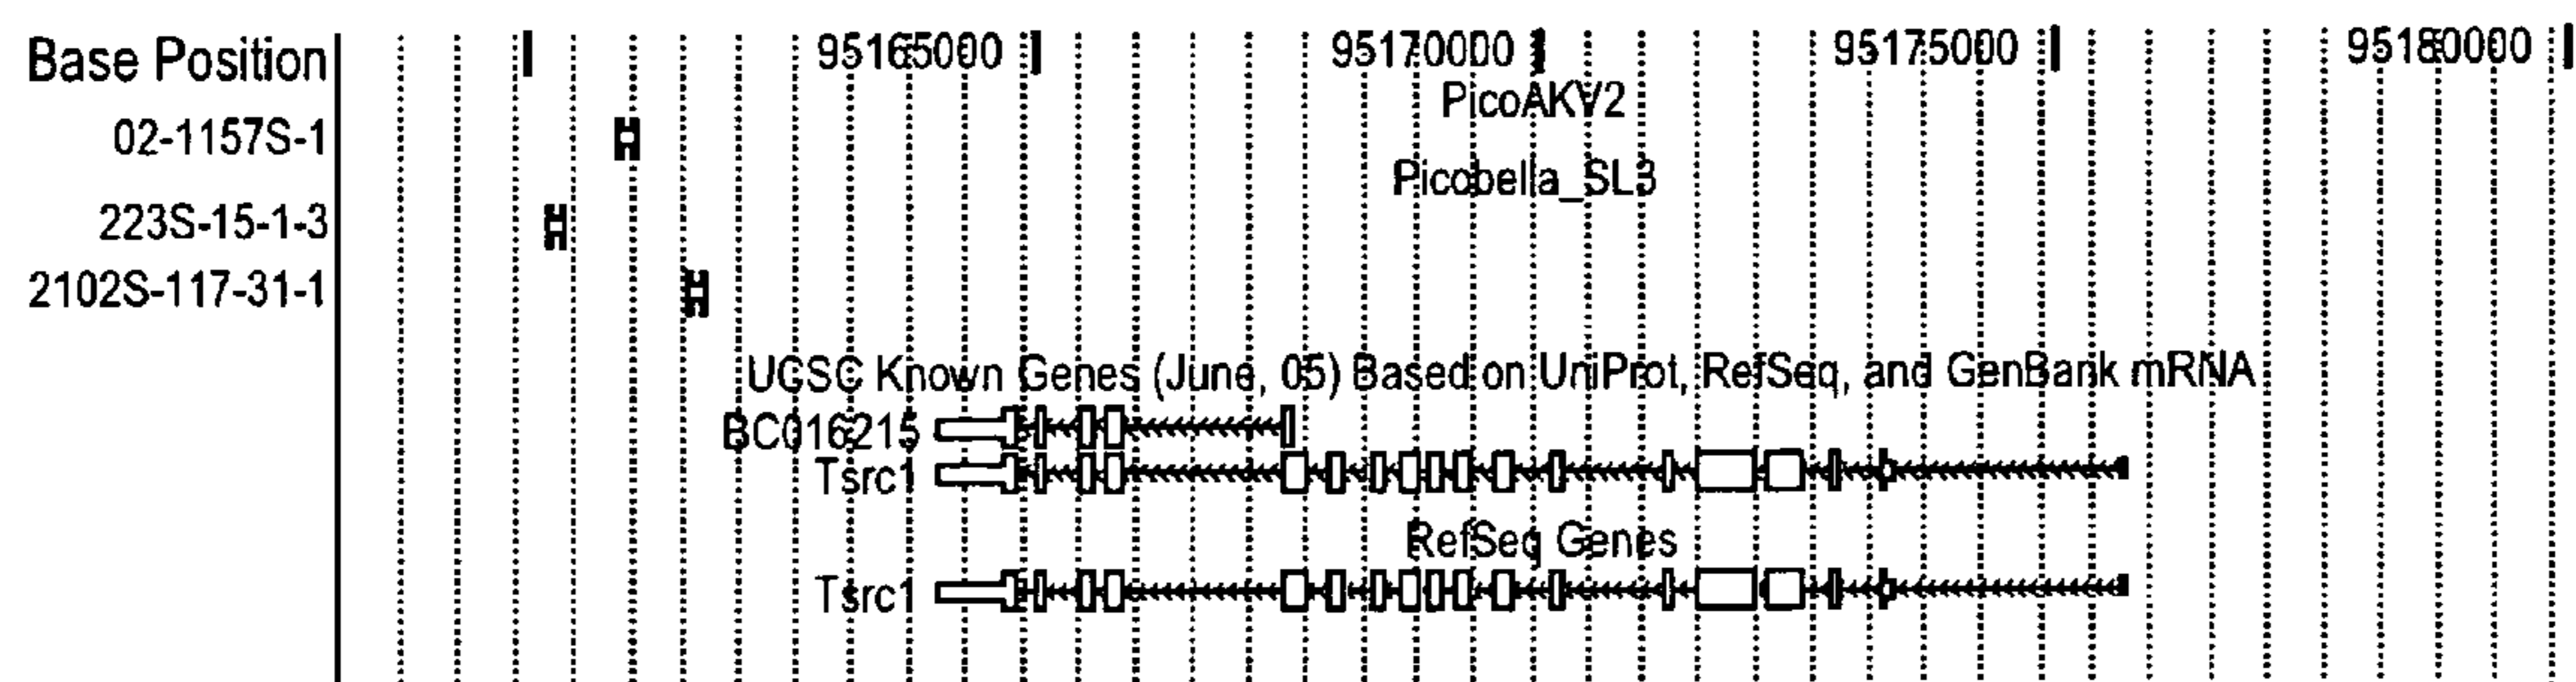 Base Position 95165000 95170000 95175000 95180000
PicoAKV2
02-1157S-1
Picobella_SL3
223S-15-1-3
2102S-117-31-1
UCSC Known Genes (June, 05) Based on UniProt, RefSeq, and GenBank mRNA
BC016215
Tsrc1
RefSeq Genes
Tsrc1